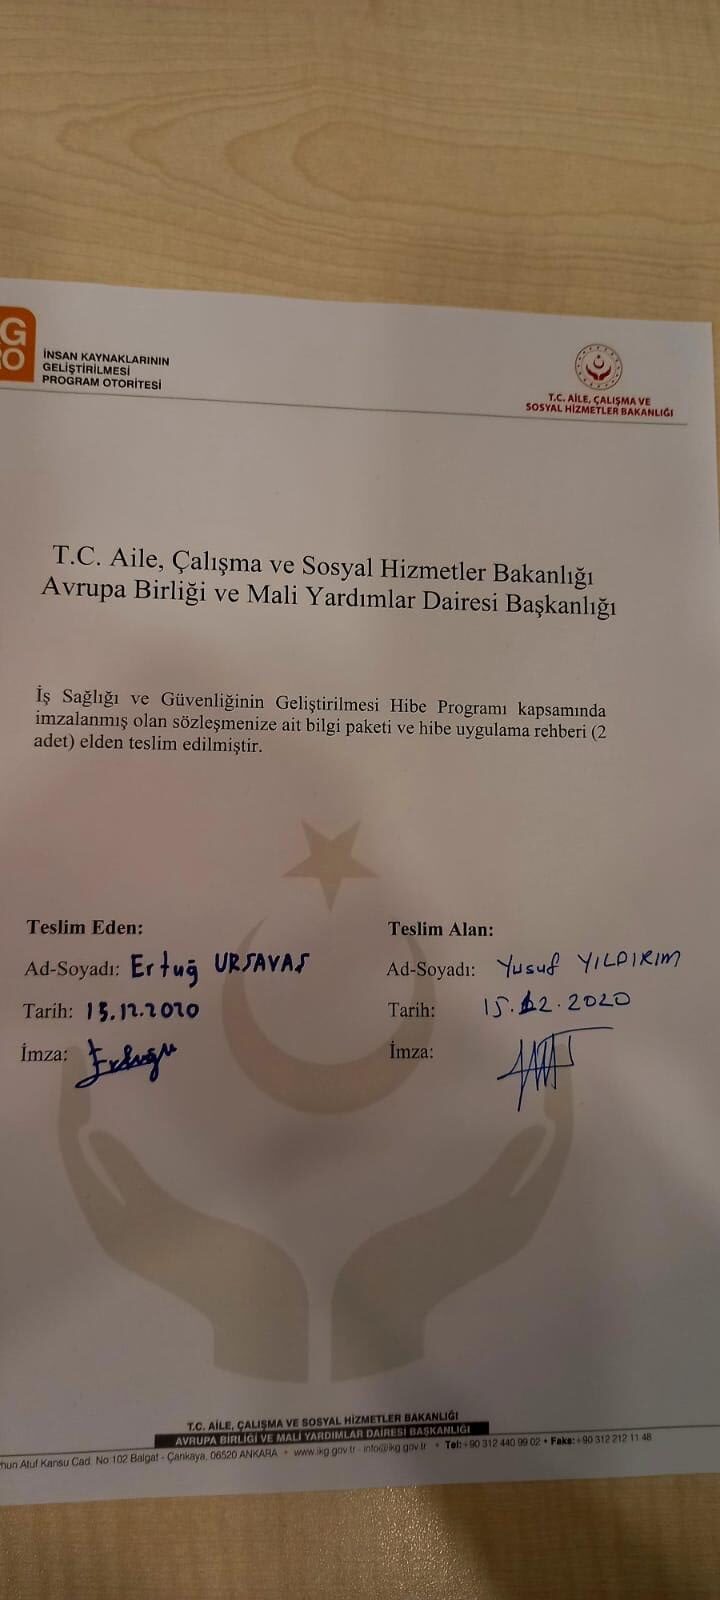 G
RO
İNSAN KAYNAKLARININ
GELİŞTİRİLMESİ
PROGRAM OTORİTESİ
T.C. AİLE, ÇALIŞMA VE
SOSYAL HİZMETLER BAKANLIĞI
T.C. Aile, Çalışma ve Sosyal Hizmetler Bakanlığı
Avrupa Birliği ve Mali Yardımlar Dairesi Başkanlığı
İş Sağlığı ve Güvenliğinin Geliştirilmesi Hibe Programı kapsamında
imzalanmış olan sözleşmenize ait bilgi paketi ve hibe uygulama rehberi (2
adet) elden teslim edilmiştir.
Teslim Eden:
Ad-Soyadı: Ertuğ URSAVAŞ
Tarih: 15.12.2020
İmza:
Teslim Alan:
Ad-Soyadı: Yusuf YILDIRIM
Tarih: 15.12.2020
İmza:
T.C. AİLE, ÇALIŞMA VE SOSYAL HİZMETLER BAKANLIĞI
AVRUPA BİRLİĞİ VE MALİ YARDIMLAR DAİRESİ BAŞKANLIĞI
Atuf Kansu Cad. No:102 Balgat - Çankaya, 06520 ANKARA • www.ikg.gov.tr - info@ikg.gov.tr • Tel:+90 312 440 99 02 • Faks:+90 312 212 11 48